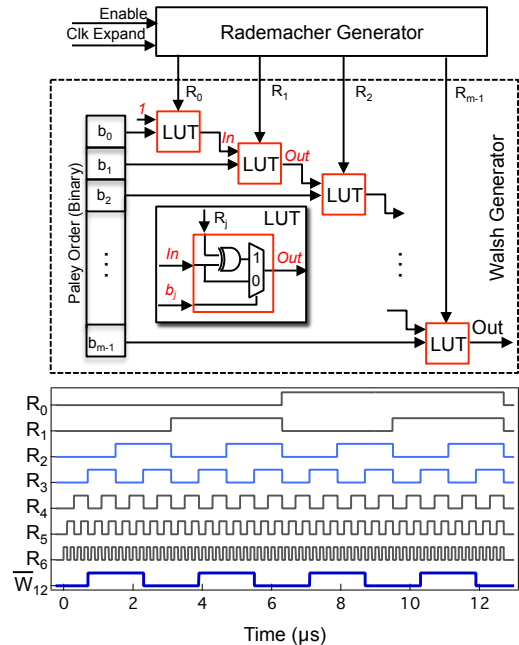 Enable
Clk Expand
Rademacher Generator
R0
R1
R2
Rm-1
1
b0
LUT
In
b1
LUT
Out
b2
LUT
Paley Order (Binary)
Walsh Generator
Rj
LUT
In
1
0
Out
bj
bm-1
LUT
Out
R0
R1
R2
R3
R4
R5
R6
W̅12
0 2 4 6 8 10 12
Time (µs)